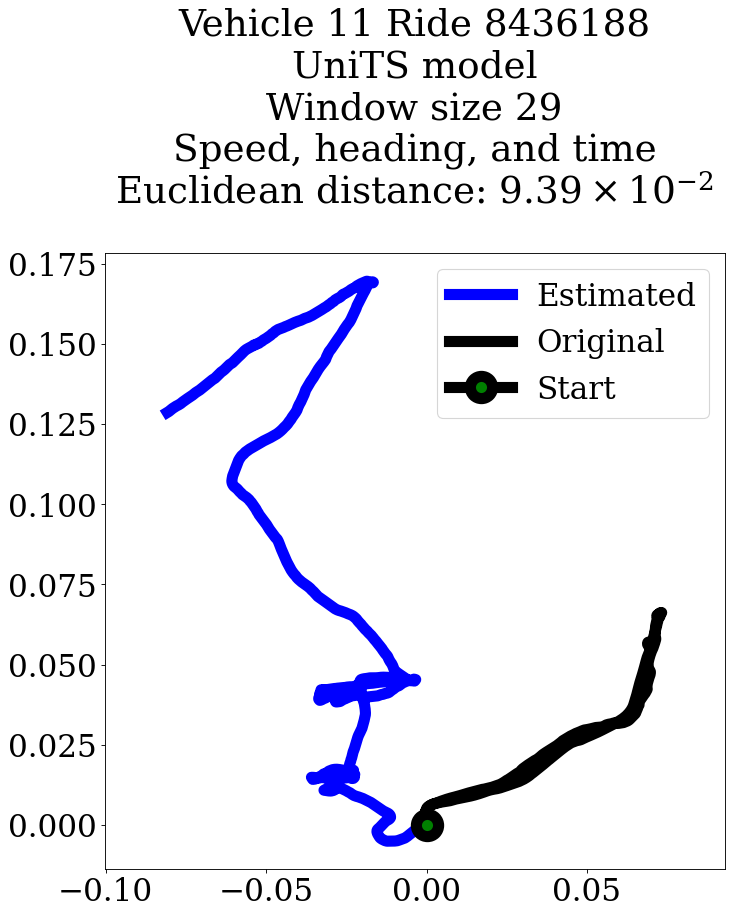 Vehicle 11 Ride 8436188
UniTS model
Window size 29
Speed, heading, and time
Euclidean distance: 9.39 × 10⁻²
0.175
0.150
0.125
0.100
0.075
0.050
0.025
0.000
−0.10 −0.05 0.00 0.05
Estimated
Original
Start